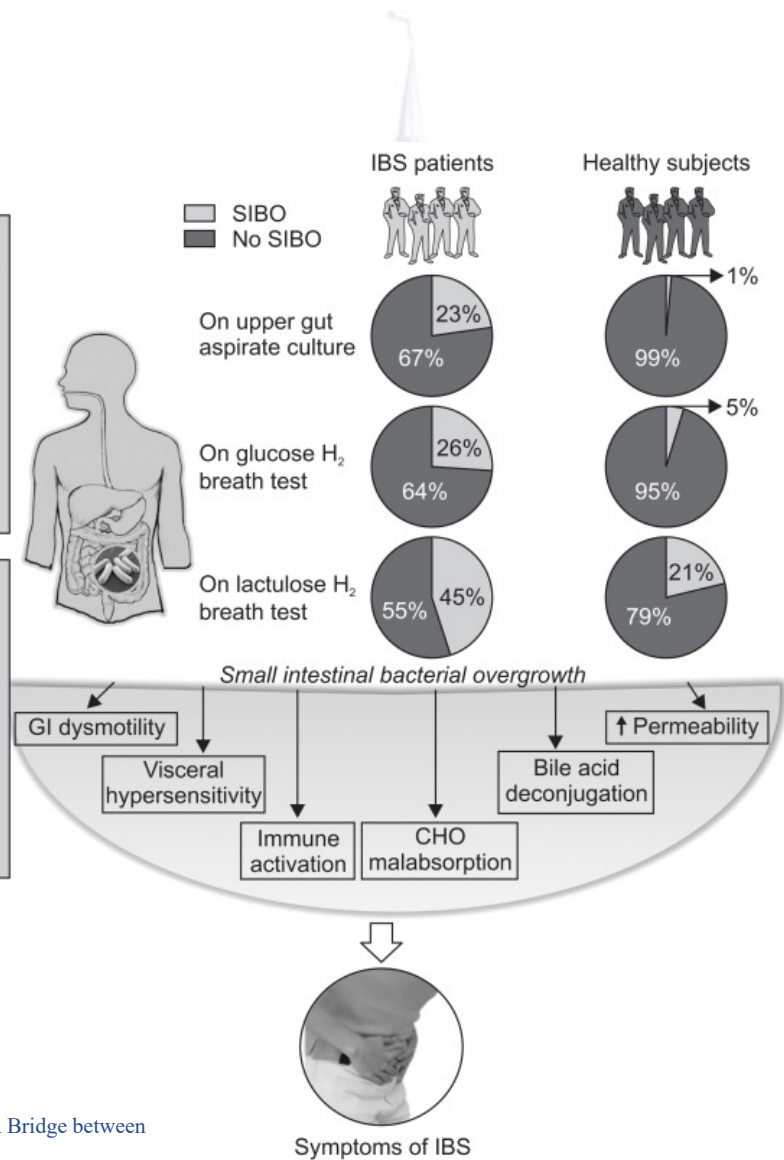 IBS patients
Healthy subjects
SIBO
No SIBO
On upper gut
aspirate culture
23%
67%
1%
99%
On glucose H₂
breath test
26%
64%
5%
95%
On lactulose H₂
breath test
55%
45%
21%
79%
Small intestinal bacterial overgrowth
GI dysmotility
↑ Permeability
Visceral
hypersensitivity
Bile acid
deconjugation
Immune
activation
CHO
malabsorption
Bridge between
Symptoms of IBS